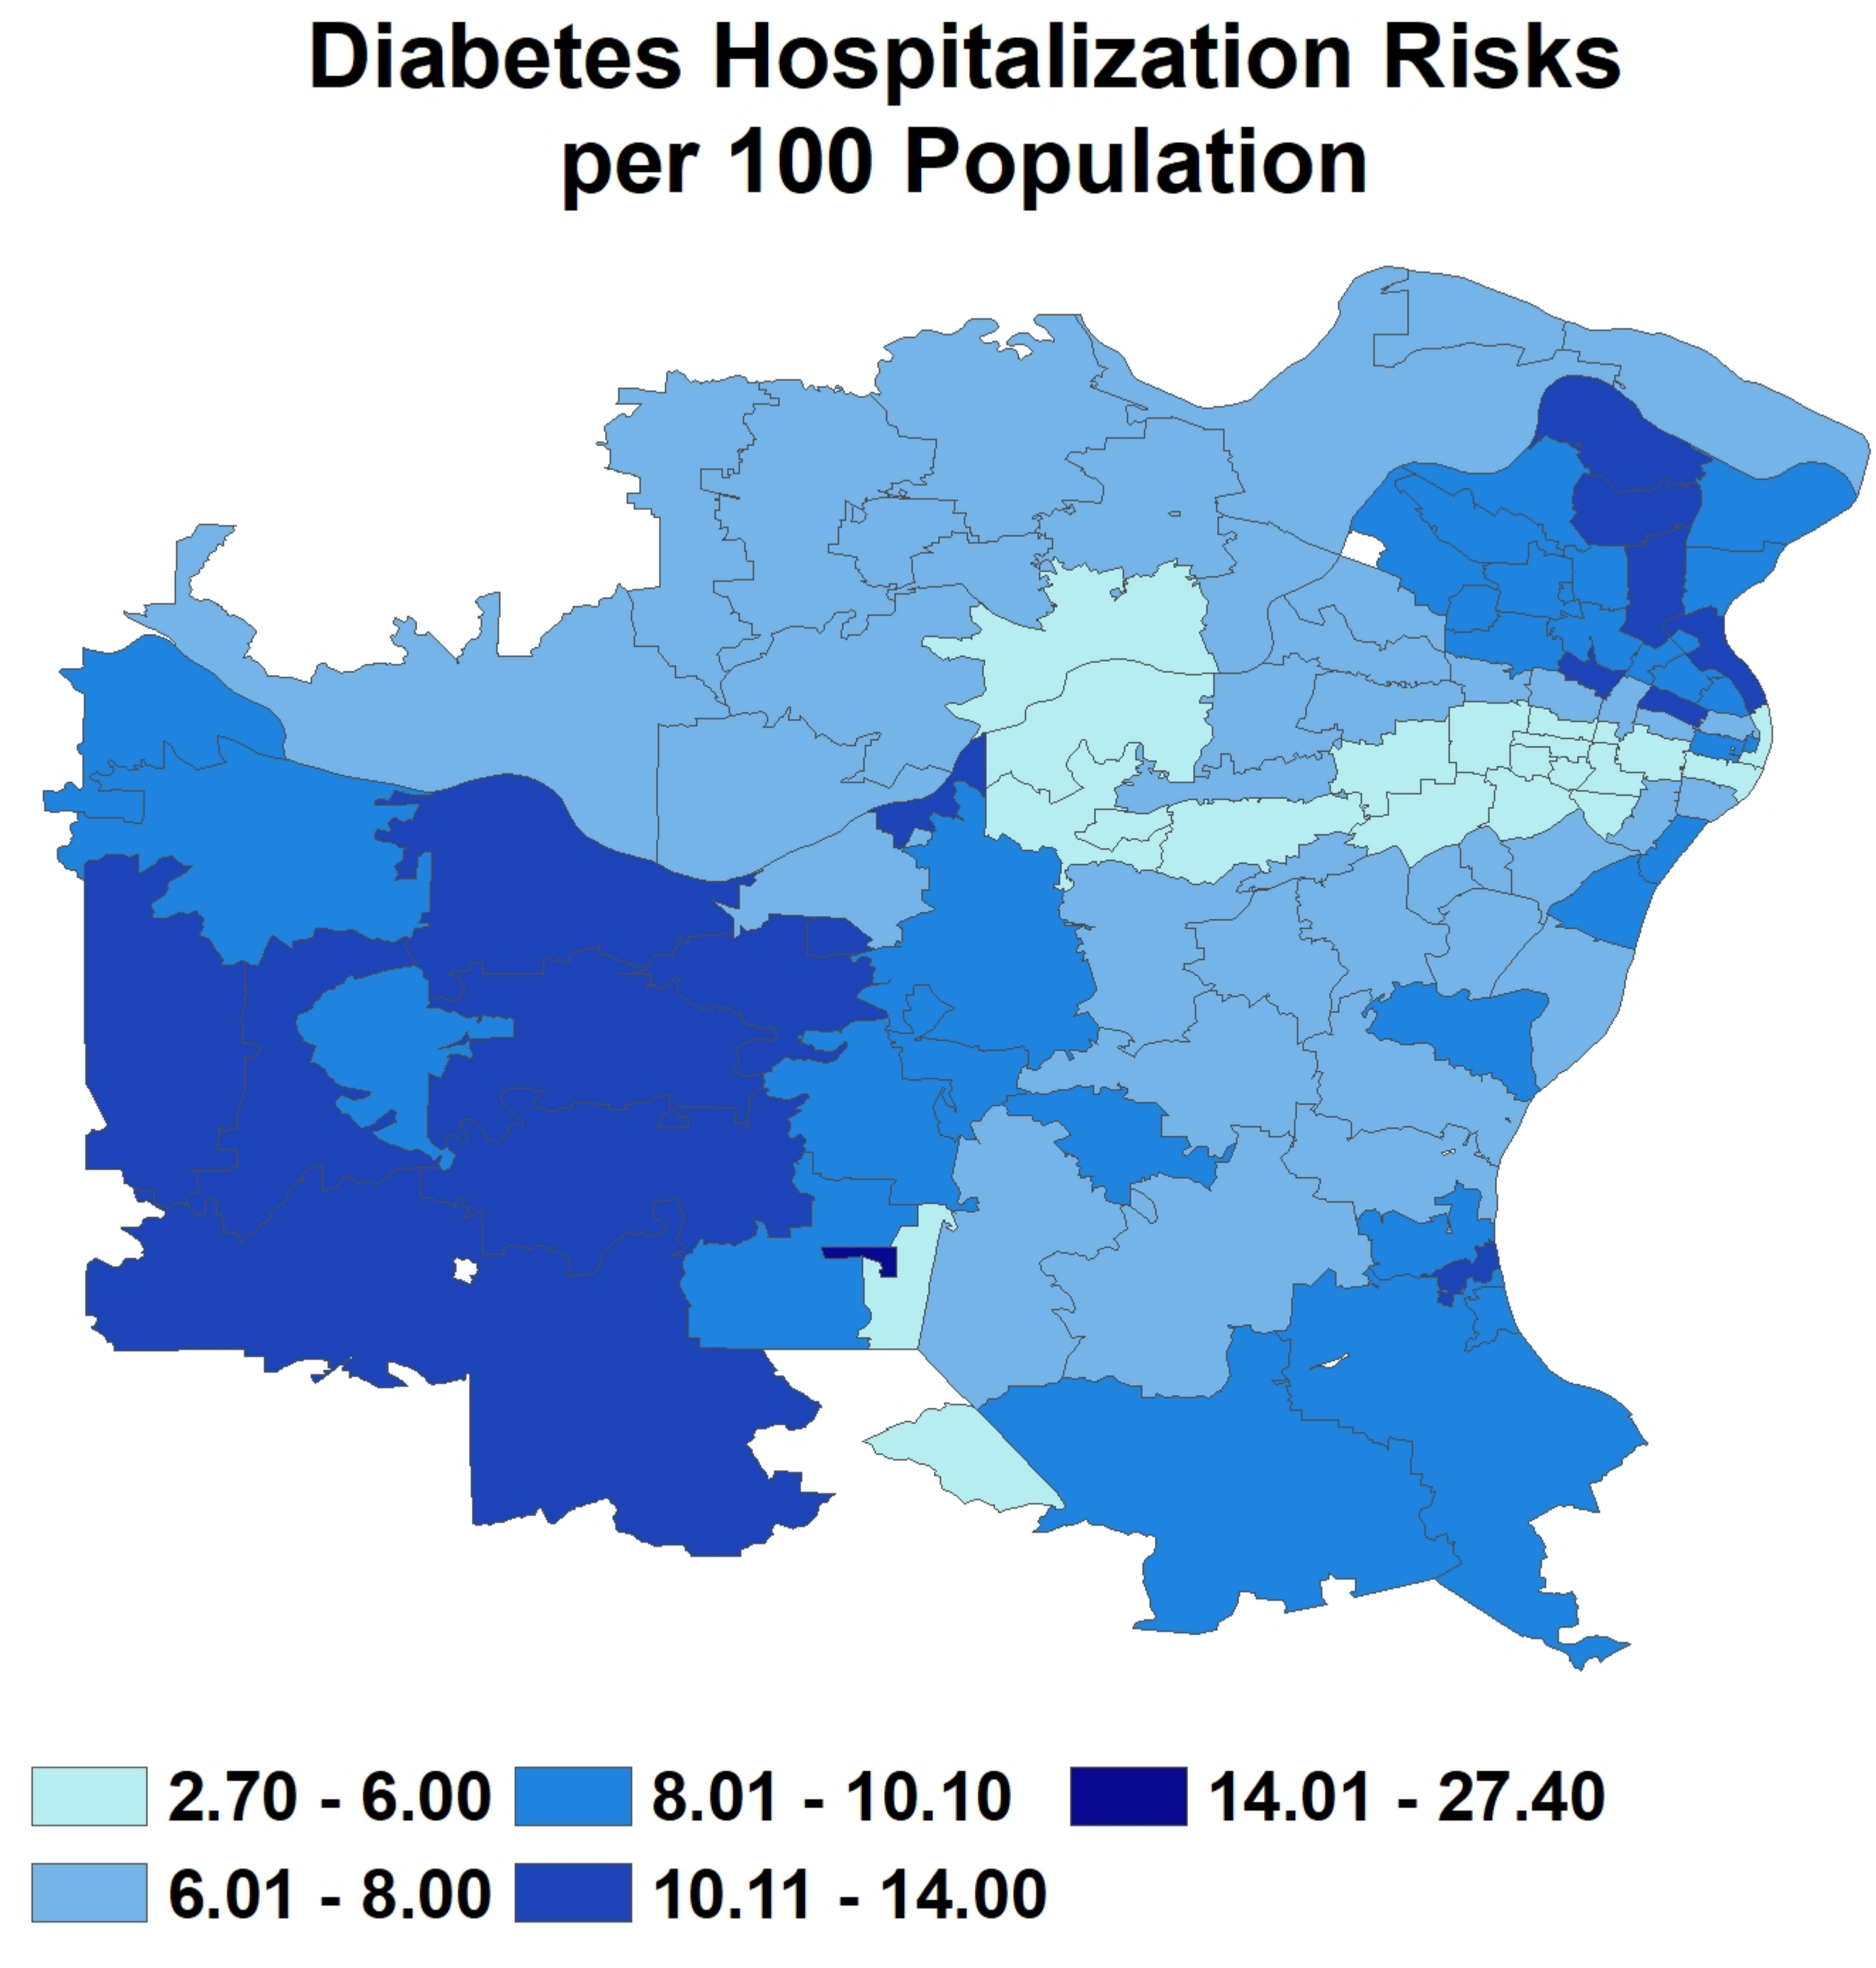 Diabetes Hospitalization Risks
per 100 Population
2.70 - 6.00
8.01 - 10.10
14.01 - 27.40
6.01 - 8.00
10.11 - 14.00